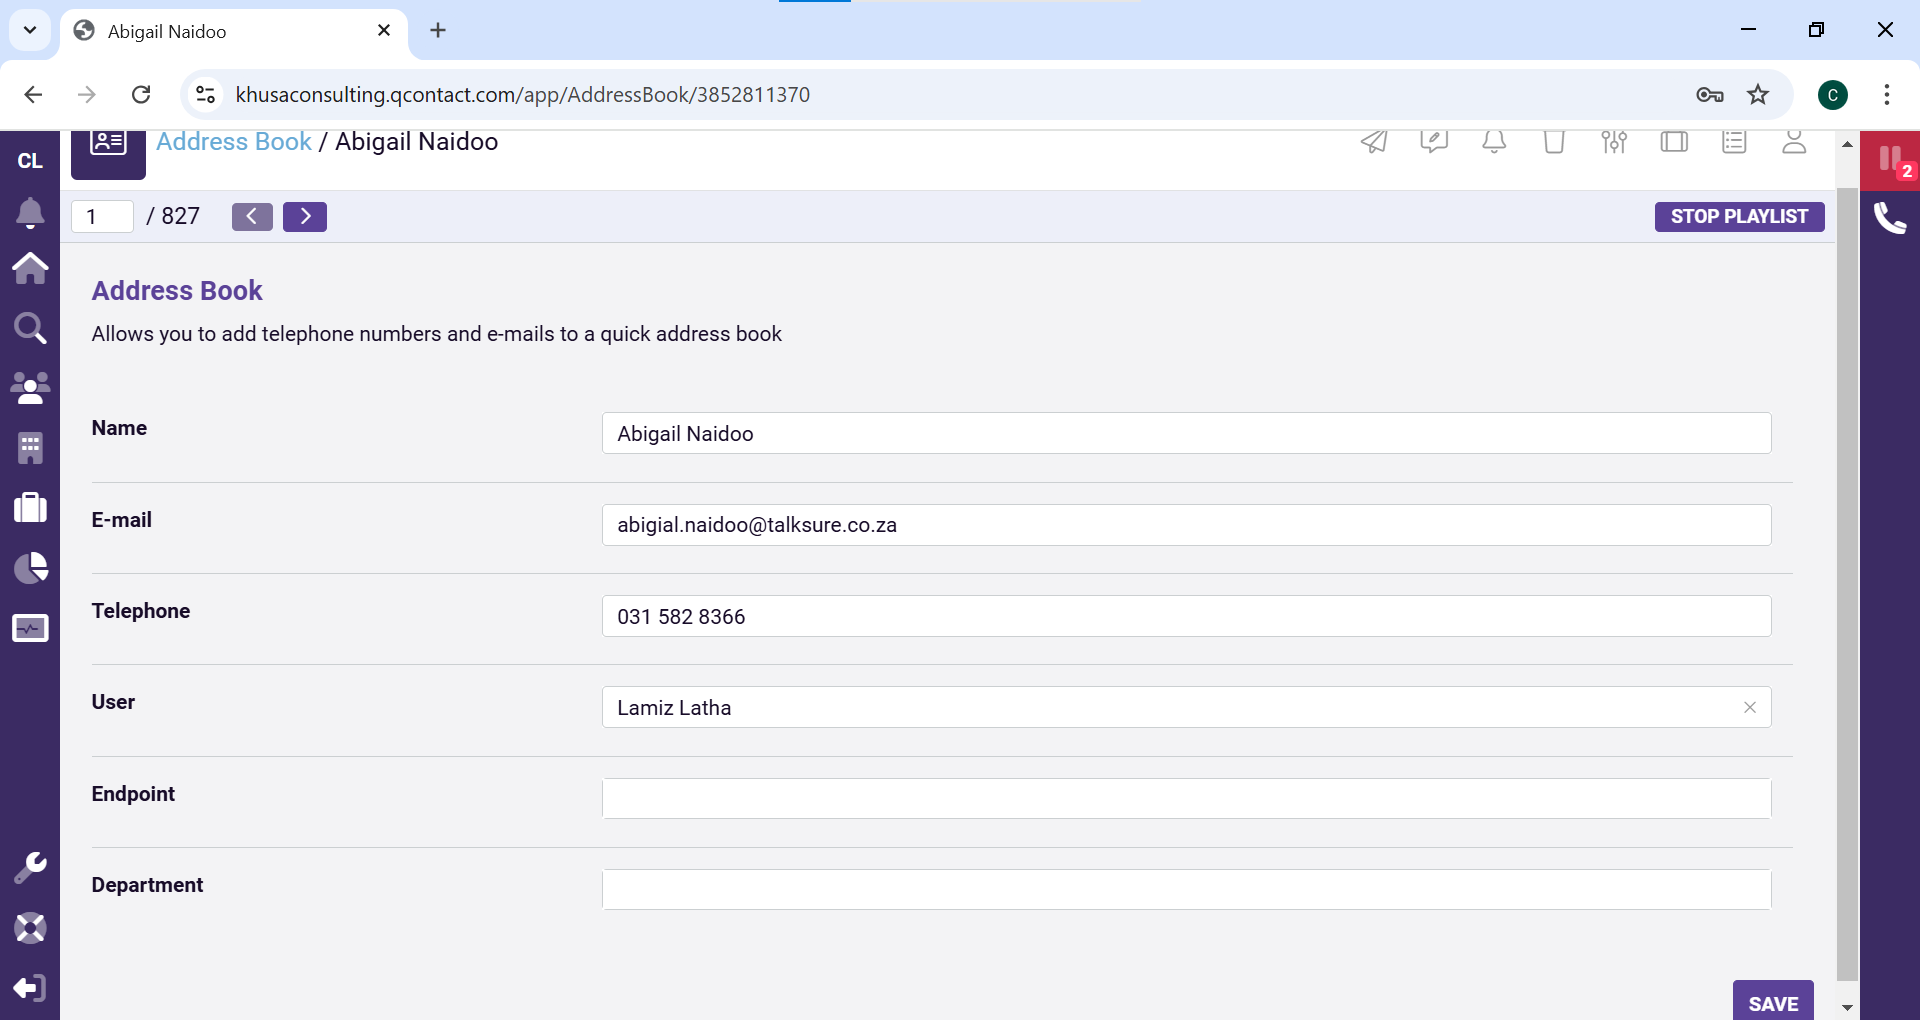 Abigail Naidoo
khusaconsulting.qcontact.com/app/AddressBook/3852811370
C
CL
Address Book / Abigail Naidoo
2
1 / 827
STOP PLAYLIST
Address Book
Allows you to add telephone numbers and e-mails to a quick address book
Name
Abigail Naidoo
E-mail
abigial.naidoo@talksure.co.za
Telephone
031 582 8366
User
Lamiz Latha
Endpoint
Department
SAVE